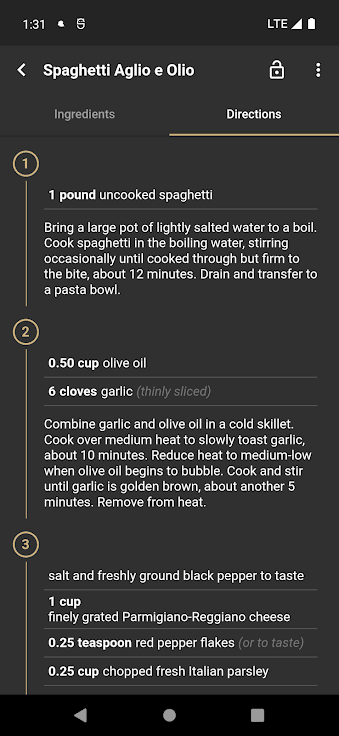 1:31
LTE
Spaghetti Aglio e Olio
Ingredients
Directions
1
1 pound uncooked spaghetti
Bring a large pot of lightly salted water to a boil.
Cook spaghetti in the boiling water, stirring
occasionally until cooked through but firm to
the bite, about 12 minutes. Drain and transfer to
a pasta bowl.
2
0.50 cup olive oil
6 cloves garlic (thinly sliced)
Combine garlic and olive oil in a cold skillet.
Cook over medium heat to slowly toast garlic,
about 10 minutes. Reduce heat to medium-low
when olive oil begins to bubble. Cook and stir
until garlic is golden brown, about another 5
minutes. Remove from heat.
3
salt and freshly ground black pepper to taste
1 cup
finely grated Parmigiano-Reggiano cheese
0.25 teaspoon red pepper flakes (or to taste)
0.25 cup chopped fresh Italian parsley